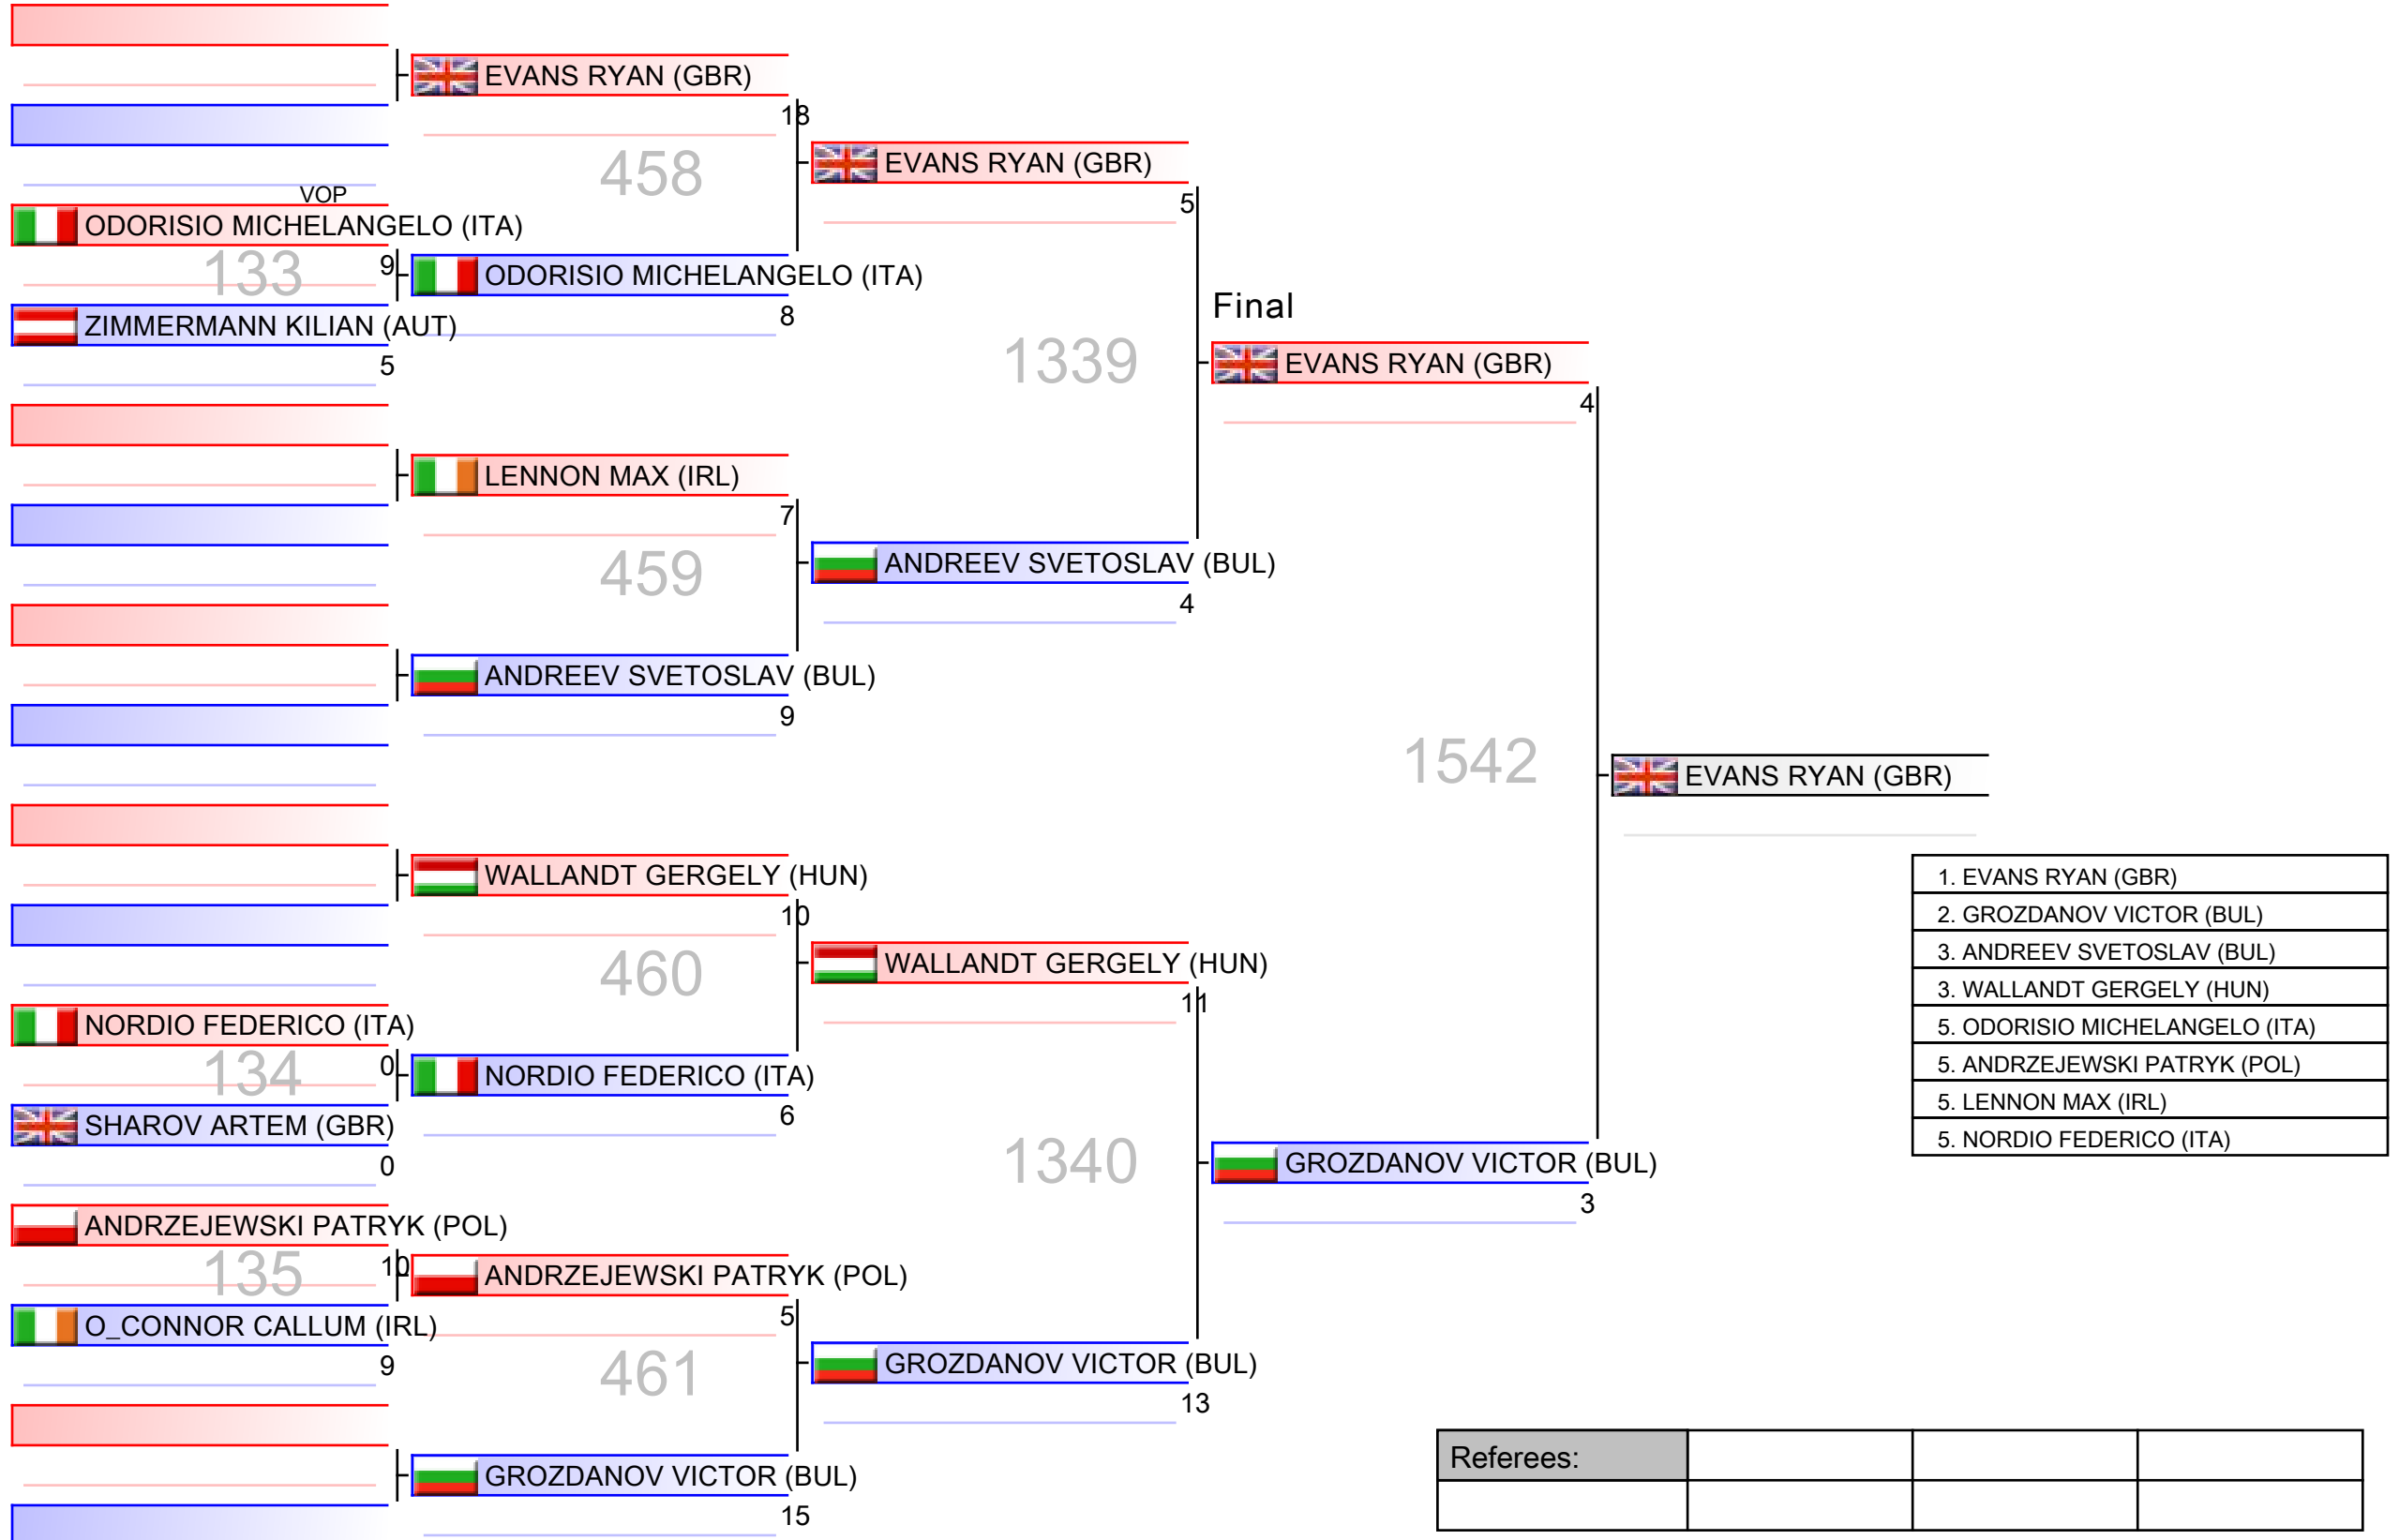 EVANS RYAN (GBR)
18
458
EVANS RYAN (GBR)
5
VOP
ODORISIO MICHELANGELO (ITA)
133
9
ODORISIO MICHELANGELO (ITA)
8
ZIMMERMANN KILIAN (AUT)
5
Final
1339
EVANS RYAN (GBR)
4
LENNON MAX (IRL)
7
459
ANDREEV SVETOSLAV (BUL)
4
ANDREEV SVETOSLAV (BUL)
9
1542
EVANS RYAN (GBR)
WALLANDT GERGELY (HUN)
10
460
WALLANDT GERGELY (HUN)
11
NORDIO FEDERICO (ITA)
134
0
NORDIO FEDERICO (ITA)
6
SHAROV ARTEM (GBR)
0
1340
GROZDANOV VICTOR (BUL)
3
ANDRZEJEWSKI PATRYK (POL)
135
10
ANDRZEJEWSKI PATRYK (POL)
5
O_CONNOR CALLUM (IRL)
9
461
GROZDANOV VICTOR (BUL)
13
GROZDANOV VICTOR (BUL)
15
1. EVANS RYAN (GBR)
2. GROZDANOV VICTOR (BUL)
3. ANDREEV SVETOSLAV (BUL)
3. WALLANDT GERGELY (HUN)
5. ODORISIO MICHELANGELO (ITA)
5. ANDRZEJEWSKI PATRYK (POL)
5. LENNON MAX (IRL)
5. NORDIO FEDERICO (ITA)
Referees: